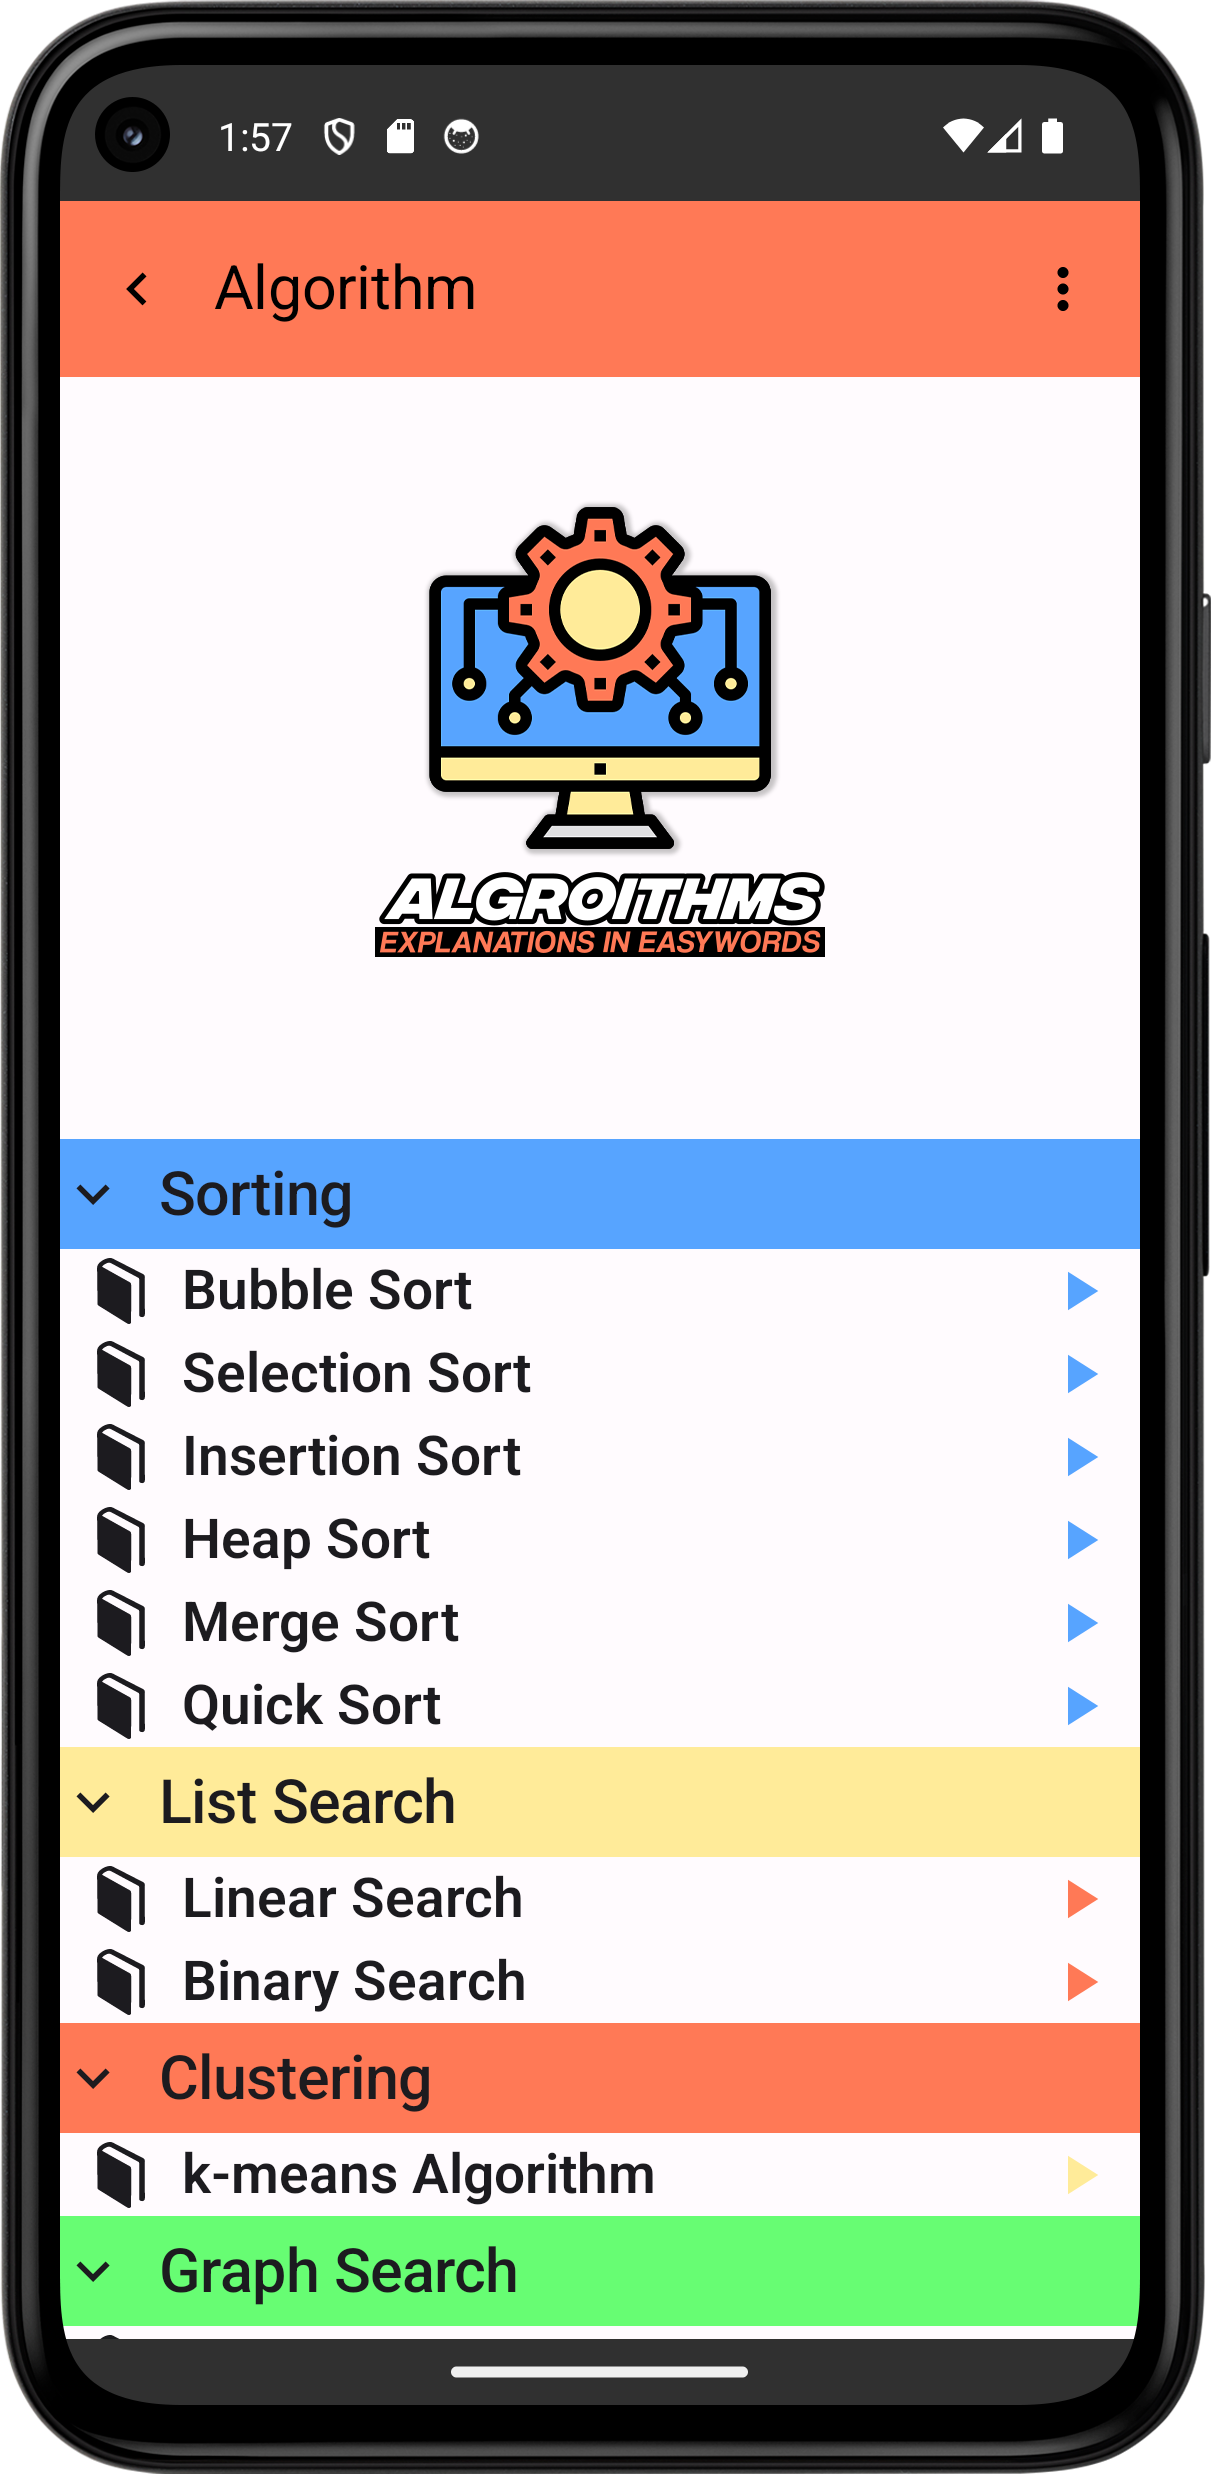 1:57
Algorithm
ALGROITHMS
EXPLANATIONS IN EASYWORDS
Sorting
Bubble Sort
Selection Sort
Insertion Sort
Heap Sort
Merge Sort
Quick Sort
List Search
Linear Search
Binary Search
Clustering
k-means Algorithm
Graph Search